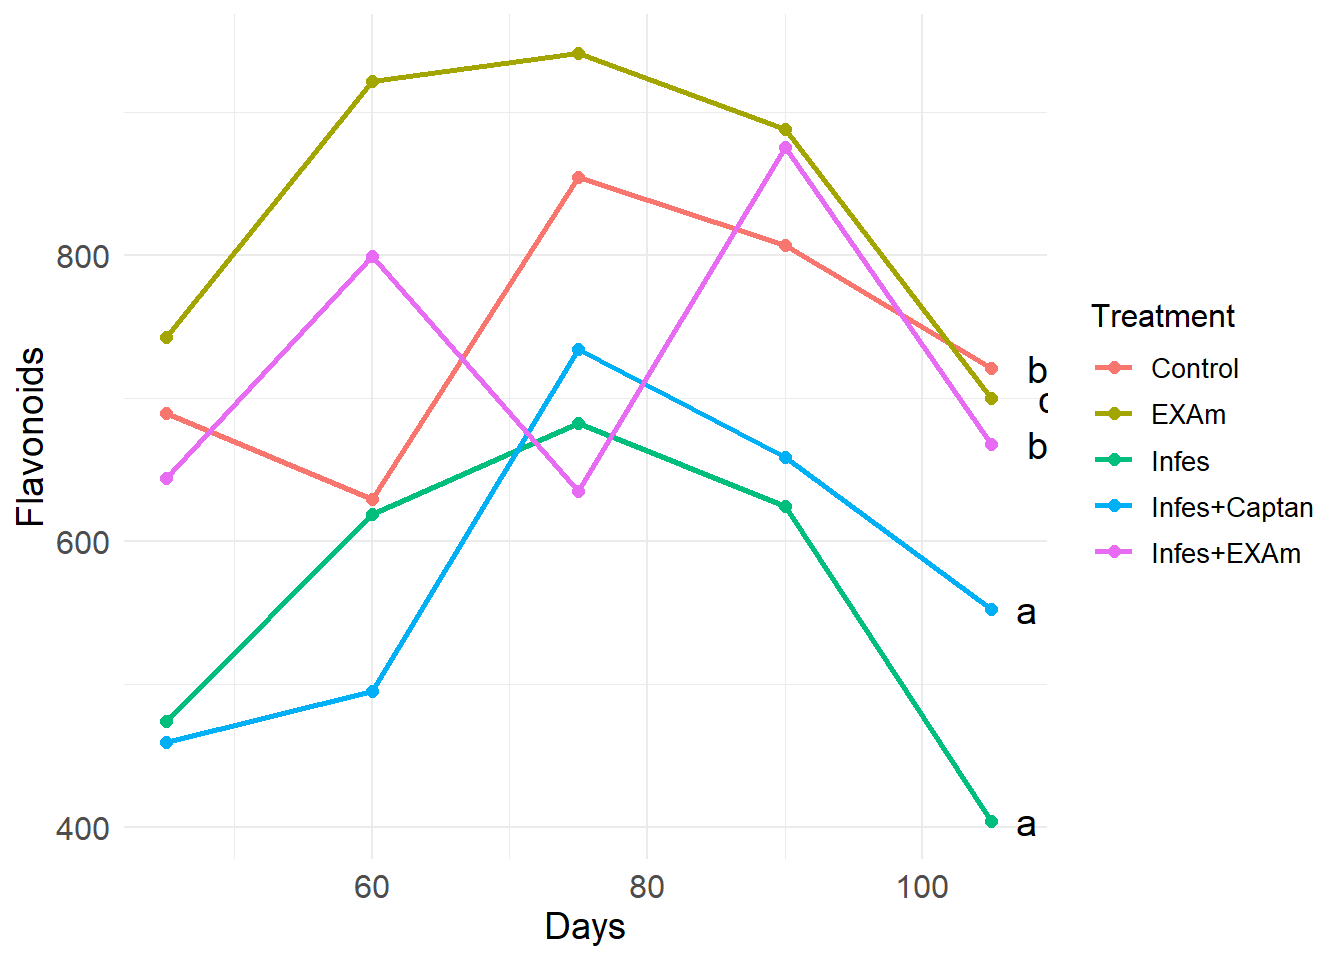 Flavonoids
800
600
400
60 80 100
Days
b
b
a
a
Treatment
Control
EXAm
Infes
Infes+Captan
Infes+EXAm